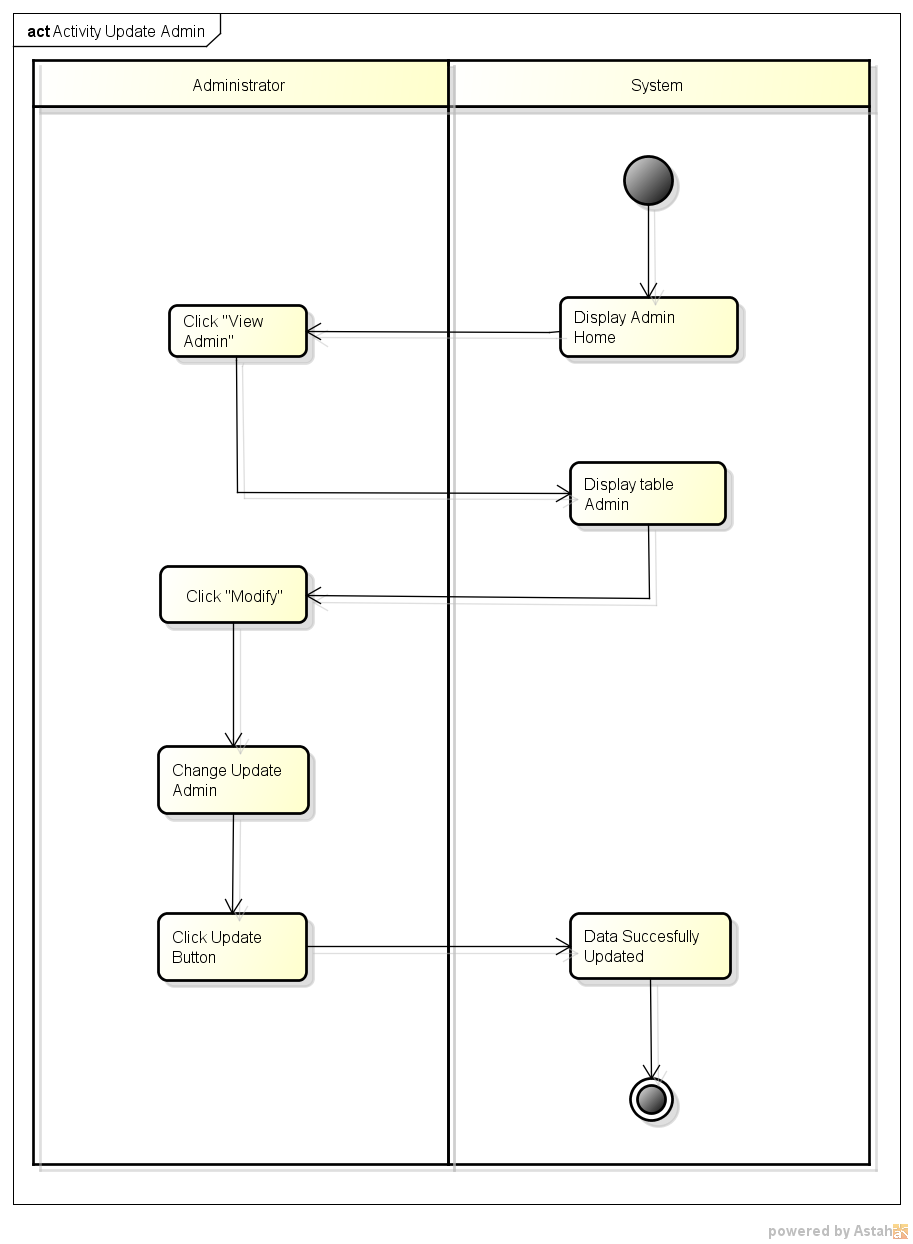 act Activity Update Admin
Administrator
System
Display Admin
Home
Click "View
Admin"
Display table
Admin
Click "Modify"
Change Update
Admin
Click Update
Button
Data Succesfully
Updated
powered by Astah